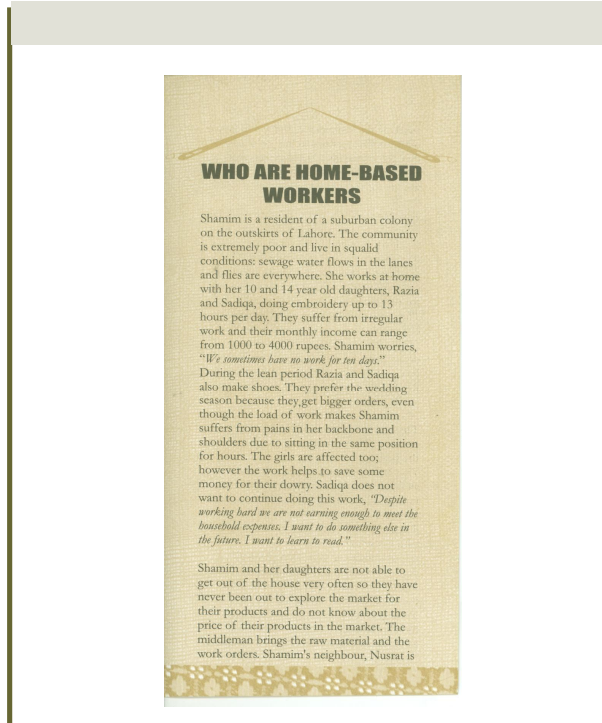 WHO ARE HOME-BASED
WORKERS
Shamim is a resident of a suburban colony
on the outskirts of Lahore. The community
is extremely poor and live in squalid
conditions: sewage water flows in the lanes
and flies are everywhere. She works at home
with her 10 and 14 year old daughters, Razia
and Sadiqa, doing embroidery up to 13
hours per day. They suffer from irregular
work and their monthly income can range
from 1000 to 4000 rupees. Shamim worries,
“We sometimes have no work for ten days.”
During the lean period Razia and Sadiqa
also make shoes. They prefer the wedding
season because they get bigger orders, even
though the load of work makes Shamim
suffers from pains in her backbone and
shoulders due to sitting in the same position
for hours. The girls are affected too;
however the work helps to save some
money for their dowry. Sadiqa does not
want to continue doing this work, “Despite
working hard we are not earning enough to meet the
household expenses. I want to do something else in
the future. I want to learn to read.”
Shamim and her daughters are not able to
get out of the house very often so they have
never been out to explore the market for
their products and do not know about the
price of their products in the market. The
middleman brings the raw material and the
work orders. Shamim's neighbour, Nusrat is